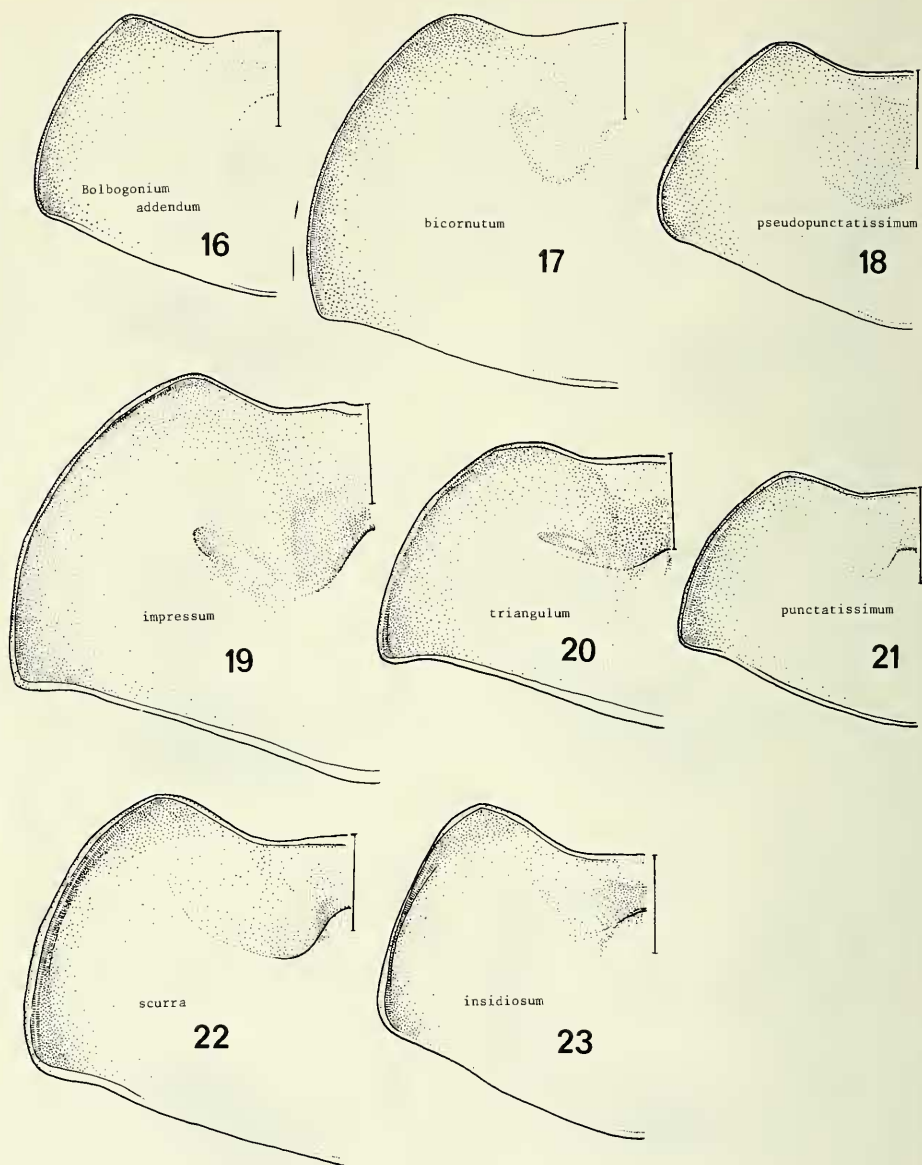 Bolbogonium
addendum
16
bicornutum
17
pseudopunctatissimum
18
impressum
19
triangulum
20
punctatissimum
21
scurra
22
insidiosum
23